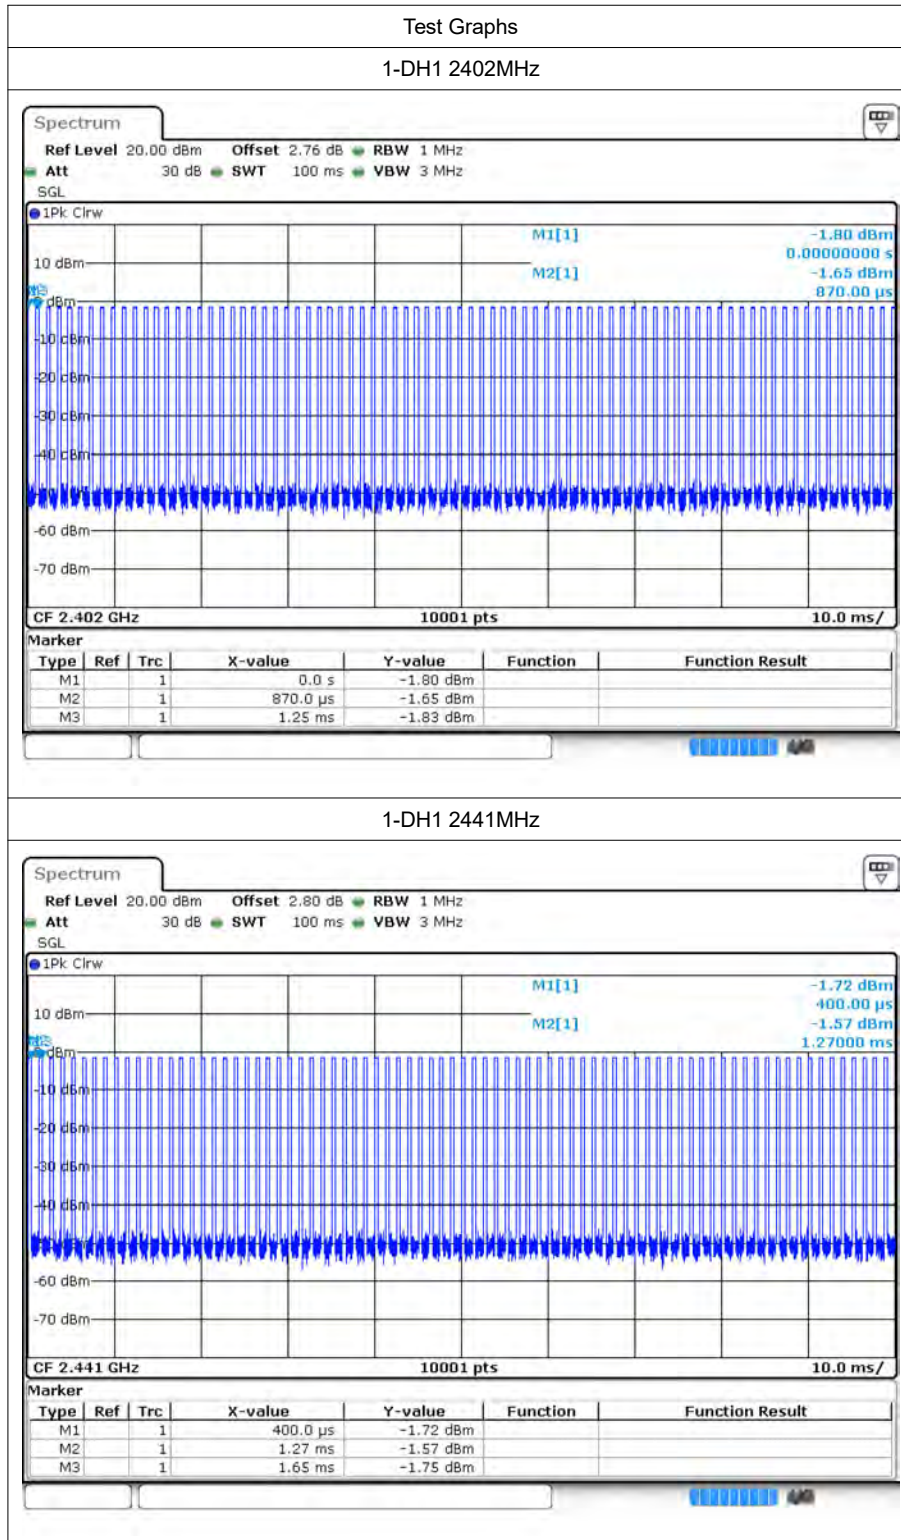 Test Graphs
1-DH1 2402MHz
Spectrum
Ref Level 20.00 dBm Offset 2.76 dB RBW 1 MHz
Att 30 dB SWT 100 ms VBW 3 MHz
SGL
1Pk Clrw
M1[1] -1.80 dBm
0.00000000 s
10 dBm
M2[1] -1.65 dBm
870.00 µs
dBm
-10 dBm
-20 dBm
-30 dBm
-40 dBm
-60 dBm
-70 dBm
CF 2.402 GHz 10001 pts 10.0 ms/
Marker
Type Ref Trc X-value Y-value Function Function Result
M1 1 0.0 s -1.80 dBm
M2 1 870.0 µs -1.65 dBm
M3 1 1.25 ms -1.83 dBm
1-DH1 2441MHz
Spectrum
Ref Level 20.00 dBm Offset 2.80 dB RBW 1 MHz
Att 30 dB SWT 100 ms VBW 3 MHz
SGL
1Pk Clrw
M1[1] -1.72 dBm
400.00 µs
10 dBm
M2[1] -1.57 dBm
1.27000 ms
dBm
-10 dBm
-20 dBm
-30 dBm
-40 dBm
-60 dBm
-70 dBm
CF 2.441 GHz 10001 pts 10.0 ms/
Marker
Type Ref Trc X-value Y-value Function Function Result
M1 1 400.0 µs -1.72 dBm
M2 1 1.27 ms -1.57 dBm
M3 1 1.65 ms -1.75 dBm